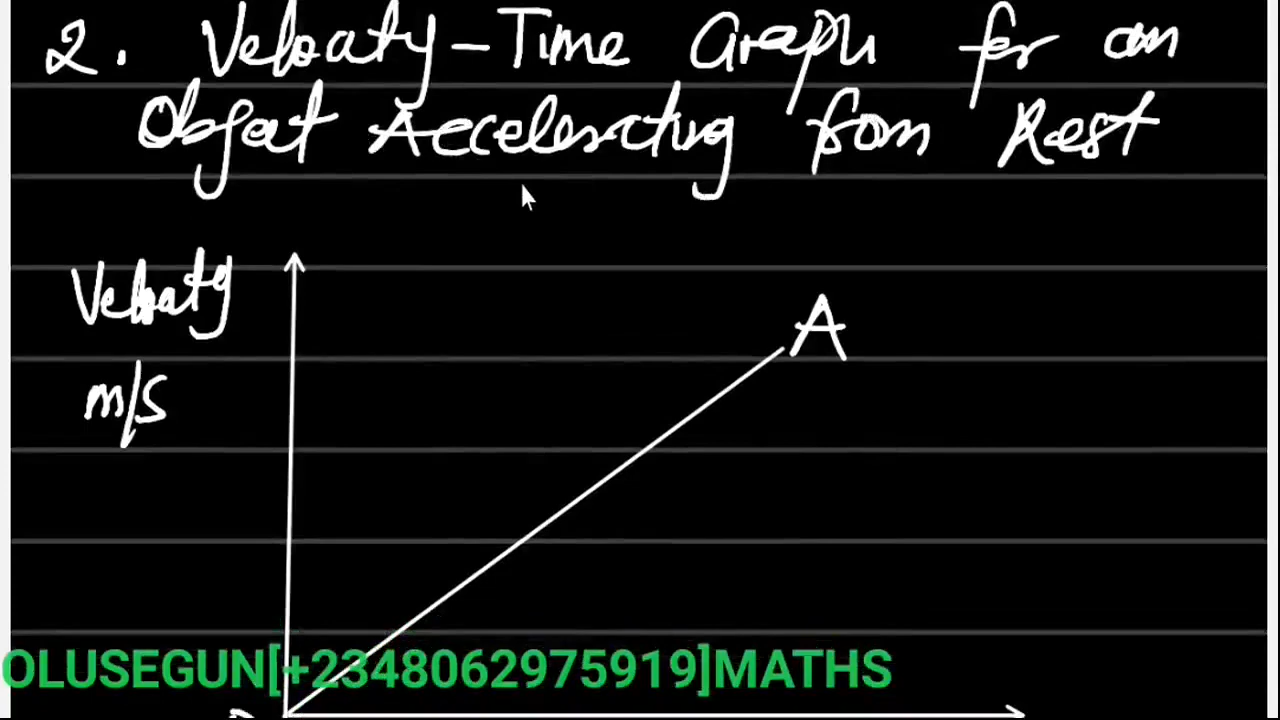 2. Velocity-Time Graph for an
Object Accelerating from Rest
Velocity
m/s
A
OLUSEGUN[+2348062975919]MATHS